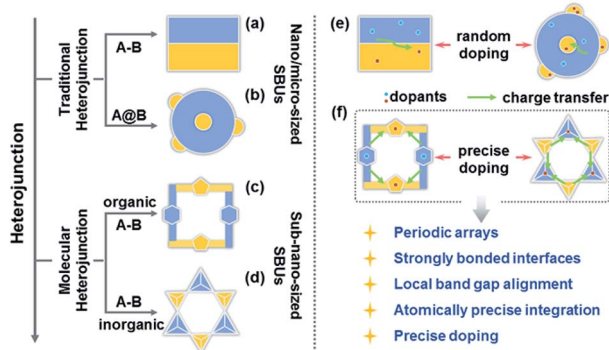 Heterojunction
Traditional
Heterojunction
A-B
A@B
(a)
(b)
Nano/micro-sized
SBUs
Molecular
Heterojunction
organic
A-B
A-B
inorganic
(c)
(d)
Sub-nano-sized
SBUs
(e)
random
doping
dopants
charge transfer
(f)
precise
doping
Periodic arrays
Strongly bonded interfaces
Local band gap alignment
Atomically precise integration
Precise doping